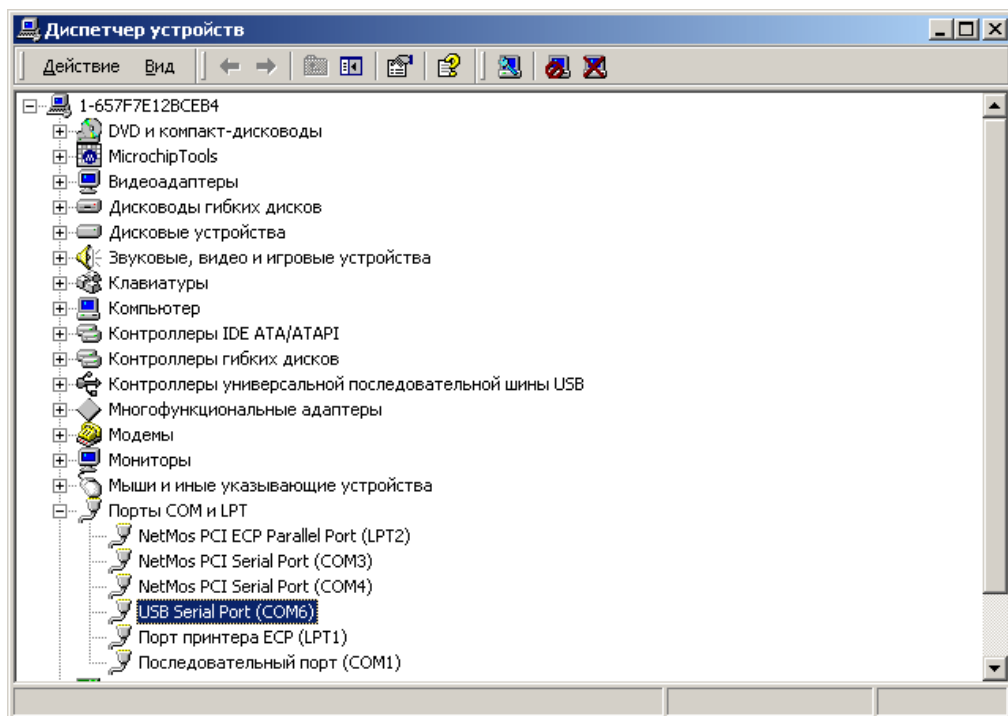 Диспетчер устройств
Действие Вид
1-657F7E12BCEB4
DVD и компакт-дисководы
MicrochipTools
Видеоадаптеры
Дисководы гибких дисков
Дисковые устройства
Звуковые, видео и игровые устройства
Клавиатуры
Компьютер
Контроллеры IDE ATA/ATAPI
Контроллеры гибких дисков
Контроллеры универсальной последовательной шины USB
Многофункциональные адаптеры
Модемы
Мониторы
Мыши и иные указывающие устройства
Порты COM и LPT
NetMos PCI ECP Parallel Port (LPT2)
NetMos PCI Serial Port (COM3)
NetMos PCI Serial Port (COM4)
USB Serial Port (COM6)
Порт принтера ECP (LPT1)
Последовательный порт (COM1)